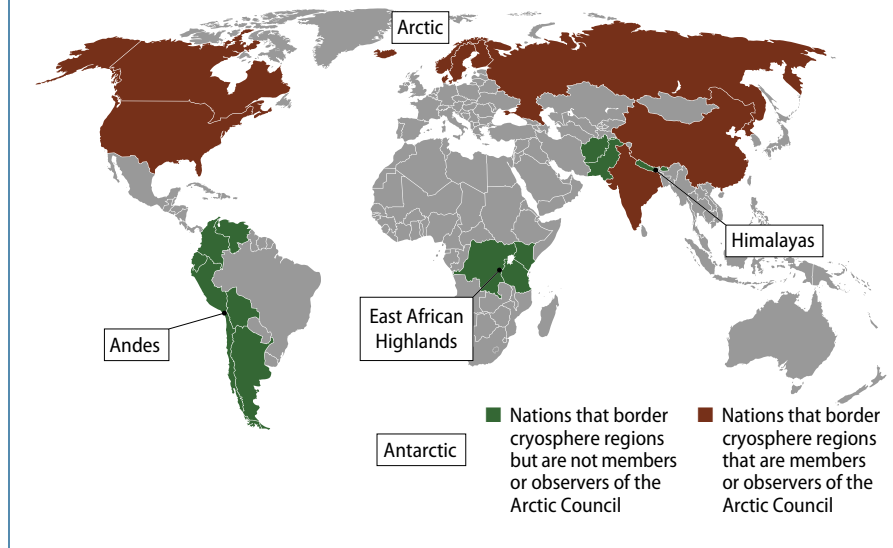 Arctic
Himalayas
East African
Highlands
Andes
Antarctic
Nations that border
cryosphere regions
but are not members
or observers of the
Arctic Council
Nations that border
cryosphere regions
that are members
or observers of the
Arctic Council